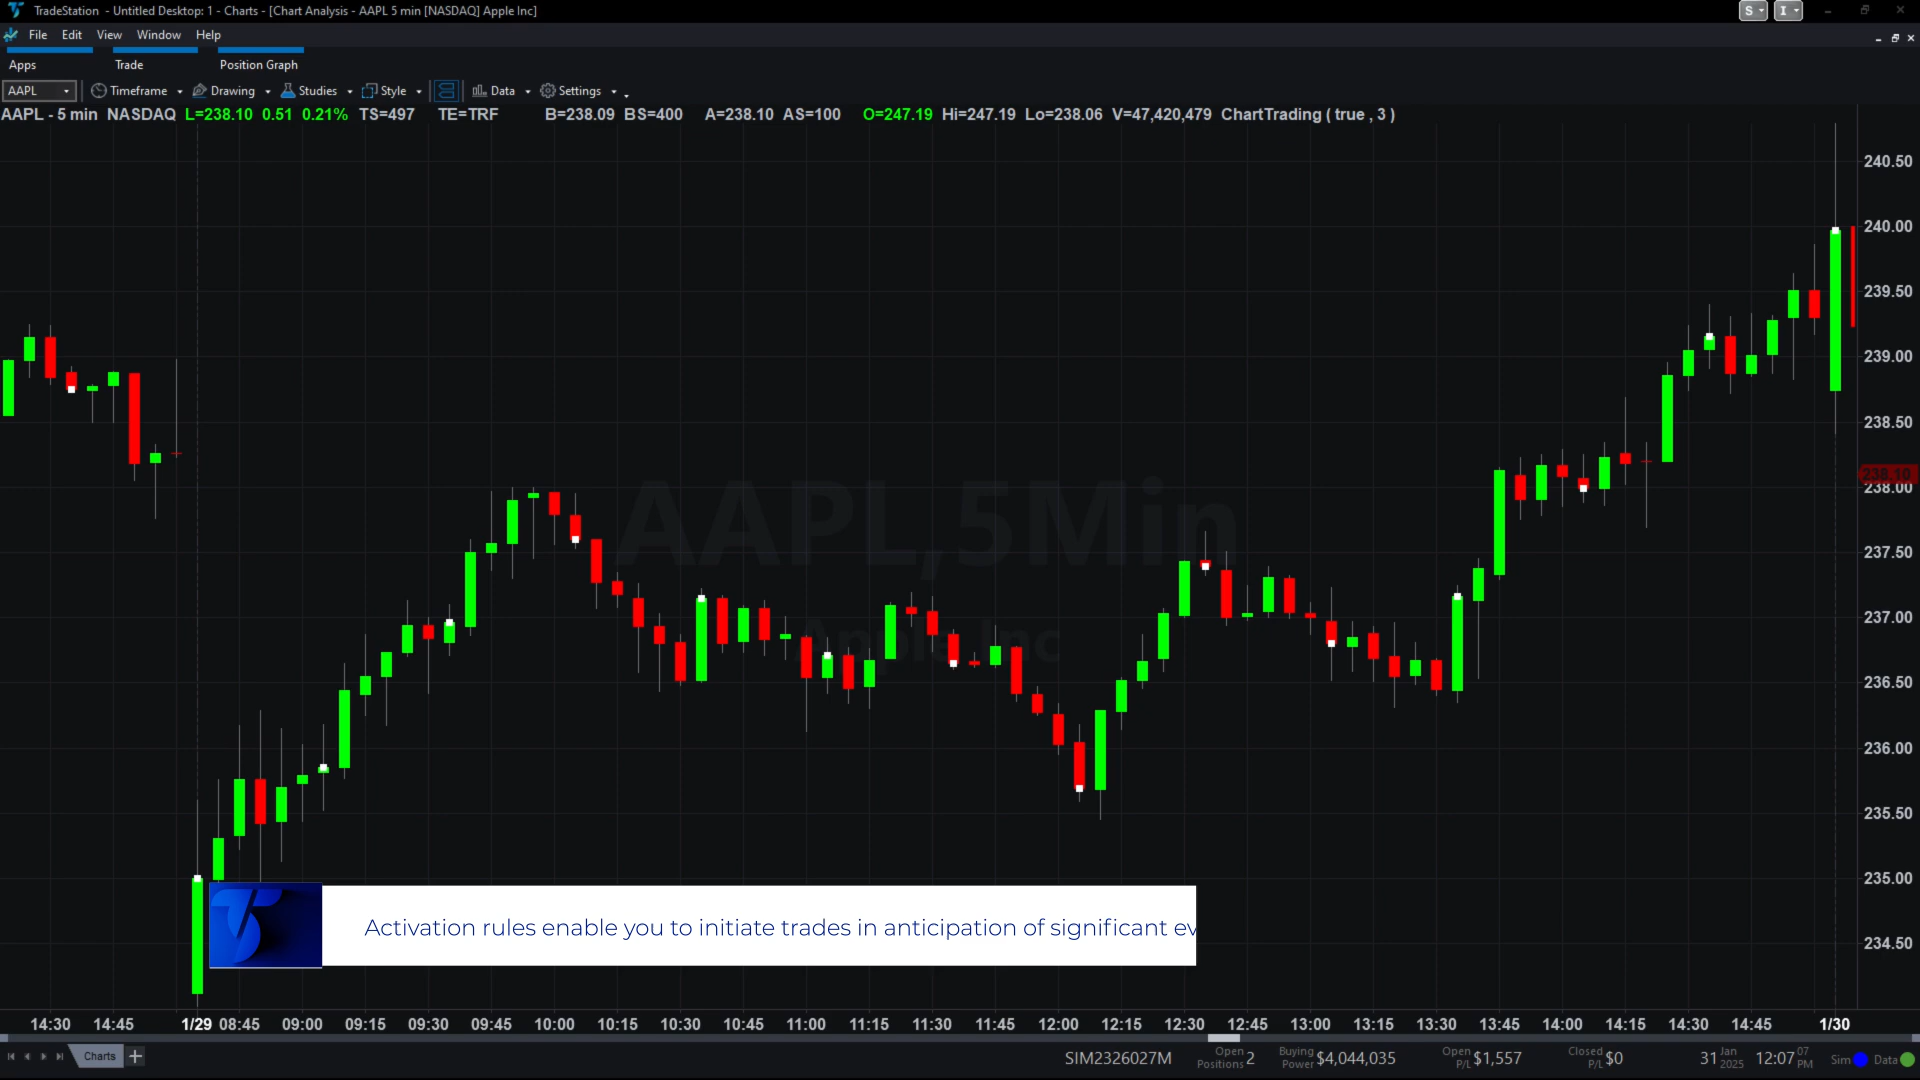 TradeStation - Untitled Desktop: 1 - Charts - [Chart Analysis - AAPL 5 min [NASDAQ] Apple Inc]
S
I
File Edit View Window Help
Apps Trade Position Graph
AAPL Timeframe Drawing Studies Style Data Settings
AAPL - 5 min NASDAQ L=238.10 0.51 0.21% TS=497 TE=TRF B=238.09 BS=400 A=238.10 AS=100 O=247.19 Hi=247.19 Lo=238.06 V=47,420,479 ChartTrading ( true , 3 )
240.50
240.00
239.50
239.00
238.50
238.10
238.00
AAPL,5Min
237.50
237.00
Apple Inc
236.50
236.00
235.50
235.00
Activation rules enable you to initiate trades in anticipation of significant ev
234.50
14:30 14:45 1/29 08:45 09:00 09:15 09:30 09:45 10:00 10:15 10:30 10:45 11:00 11:15 11:30 11:45 12:00 12:15 12:30 12:45 13:00 13:15 13:30 13:45 14:00 14:15 14:30 14:45 1/30
Charts
SIM2326027M Open Positions 2 Buying Power $4,044,035 Open P/L $1,557 Closed P/L $0 31 Jan 2025 12:07 07 PM Sim Data